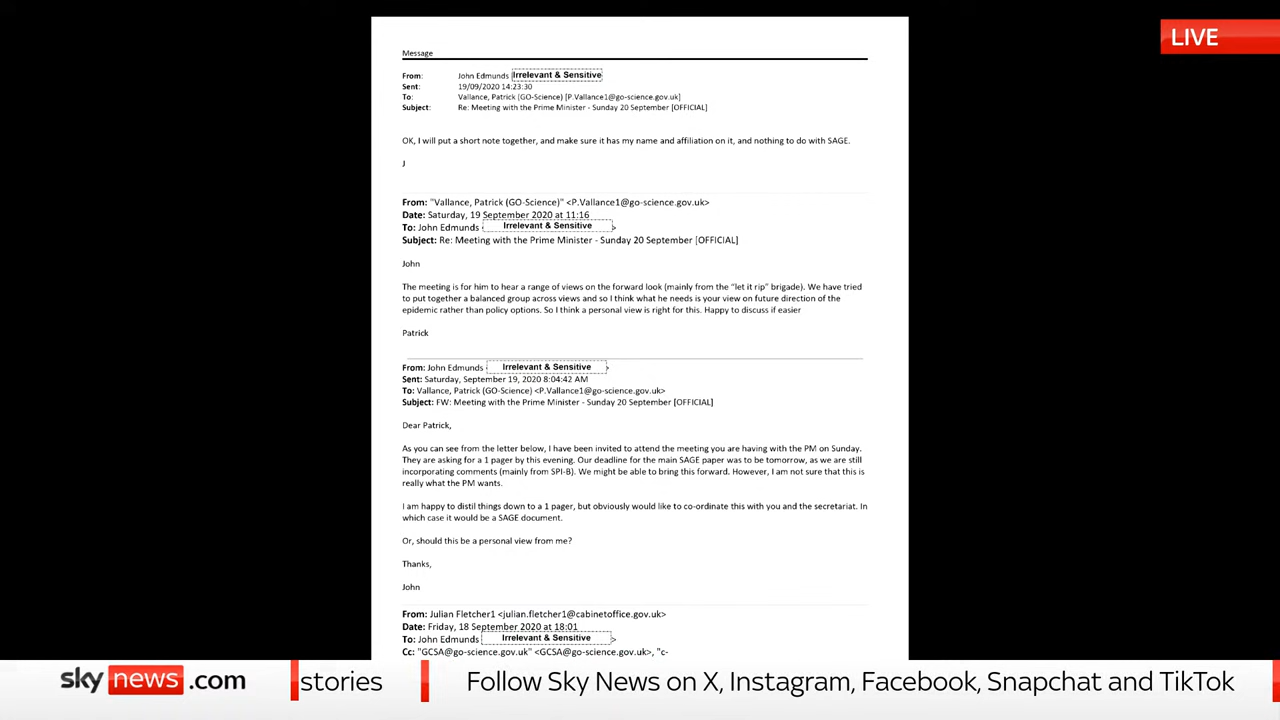 LIVE
Message
From: John Edmunds Irrelevant & Sensitive
Sent: 19/09/2020 14:23:30
To: Vallance, Patrick (GO-Science) [P.Vallance1@go-science.gov.uk]
Subject: Re: Meeting with the Prime Minister - Sunday 20 September [OFFICIAL]
OK, I will put a short note together, and make sure it has my name and affiliation on it, and nothing to do with SAGE.
J
From: "Vallance, Patrick (GO-Science)" <P.Vallance1@go-science.gov.uk>
Date: Saturday, 19 September 2020 at 11:16
To: John Edmunds Irrelevant & Sensitive >
Subject: Re: Meeting with the Prime Minister - Sunday 20 September [OFFICIAL]
John
The meeting is for him to hear a range of views on the forward look (mainly from the “let it rip” brigade). We have tried
to put together a balanced group across views and so I think what he needs is your view on future direction of the
epidemic rather than policy options. So I think a personal view is right for this. Happy to discuss if easier
Patrick
From: John Edmunds Irrelevant & Sensitive >
Sent: Saturday, September 19, 2020 8:04:42 AM
To: Vallance, Patrick (GO-Science) <P.Vallance1@go-science.gov.uk>
Subject: FW: Meeting with the Prime Minister - Sunday 20 September [OFFICIAL]
Dear Patrick,
As you can see from the letter below, I have been invited to attend the meeting you are having with the PM on Sunday.
They are asking for a 1 pager by this evening. Our deadline for the main SAGE paper was to be tomorrow, as we are still
incorporating comments (mainly from SPI-B). We might be able to bring this forward. However, I am not sure that this is
really what the PM wants.
I am happy to distil things down to a 1 pager, but obviously would like to co-ordinate this with you and the secretariat. In
which case it would be a SAGE document.
Or, should this be a personal view from me?
Thanks,
John
From: Julian Fletcher1 <julian.fletcher1@cabinetoffice.gov.uk>
Date: Friday, 18 September 2020 at 18:01
To: John Edmunds Irrelevant & Sensitive >
Cc: "GCSA@go-science.gov.uk" <GCSA@go-science.gov.uk>, "c-
sky news .com stories Follow Sky News on X, Instagram, Facebook, Snapchat and TikTok